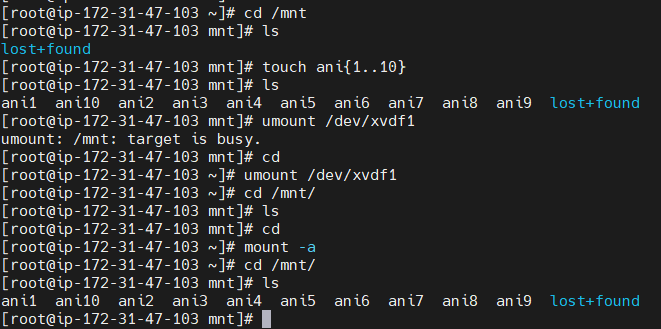 [root@ip-172-31-47-103 ~]# cd /mnt
[root@ip-172-31-47-103 mnt]# ls
lost+found
[root@ip-172-31-47-103 mnt]# touch ani{1..10}
[root@ip-172-31-47-103 mnt]# ls
ani1  ani10  ani2  ani3  ani4  ani5  ani6  ani7  ani8  ani9  lost+found
[root@ip-172-31-47-103 mnt]# umount /dev/xvdf1
umount: /mnt: target is busy.
[root@ip-172-31-47-103 mnt]# cd
[root@ip-172-31-47-103 ~]# umount /dev/xvdf1
[root@ip-172-31-47-103 ~]# cd /mnt/
[root@ip-172-31-47-103 mnt]# ls
[root@ip-172-31-47-103 mnt]# cd
[root@ip-172-31-47-103 ~]# mount -a
[root@ip-172-31-47-103 ~]# cd /mnt/
[root@ip-172-31-47-103 mnt]# ls
ani1  ani10  ani2  ani3  ani4  ani5  ani6  ani7  ani8  ani9  lost+found
[root@ip-172-31-47-103 mnt]#